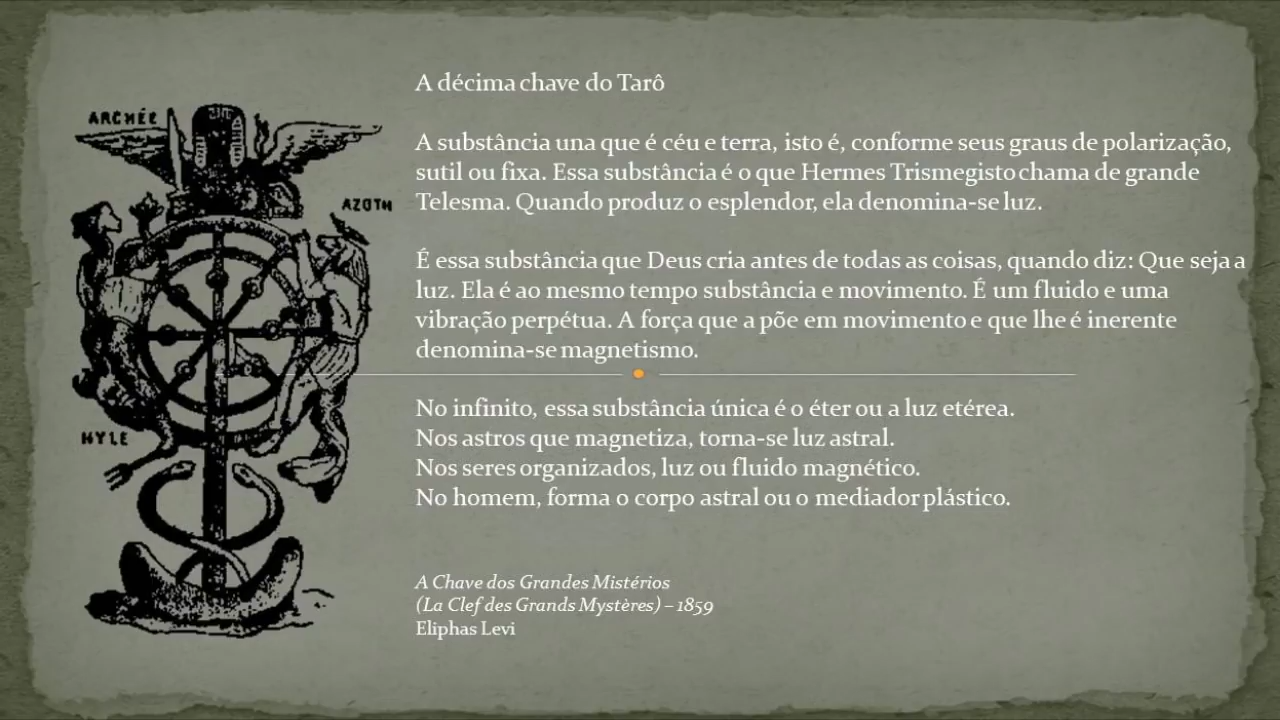 ARCHÉE
AZOTH
HYLE
A décima chave do Tarô
A substância una que é céu e terra, isto é, conforme seus graus de polarização,
sutil ou fixa. Essa substância é o que Hermes Trismegisto chama de grande
Telesma. Quando produz o esplendor, ela denomina-se luz.
É essa substância que Deus cria antes de todas as coisas, quando diz: Que seja a
luz. Ela é ao mesmo tempo substância e movimento. É um fluido e uma
vibração perpétua. A força que a põe em movimento e que lhe é inerente
denomina-se magnetismo.
No infinito, essa substância única é o éter ou a luz etérea.
Nos astros que magnetiza, torna-se luz astral.
Nos seres organizados, luz ou fluido magnético.
No homem, forma o corpo astral ou o mediador plástico.
A Chave dos Grandes Mistérios
(La Clef des Grands Mystères) – 1859
Eliphas Levi